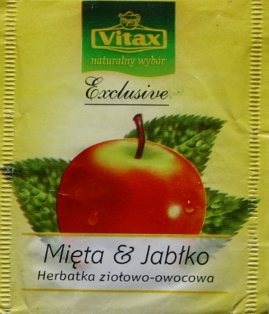 Vitax
naturalny wybór
Exclusive
Mięta & Jabłko
Herbatka ziołowo-owocowa